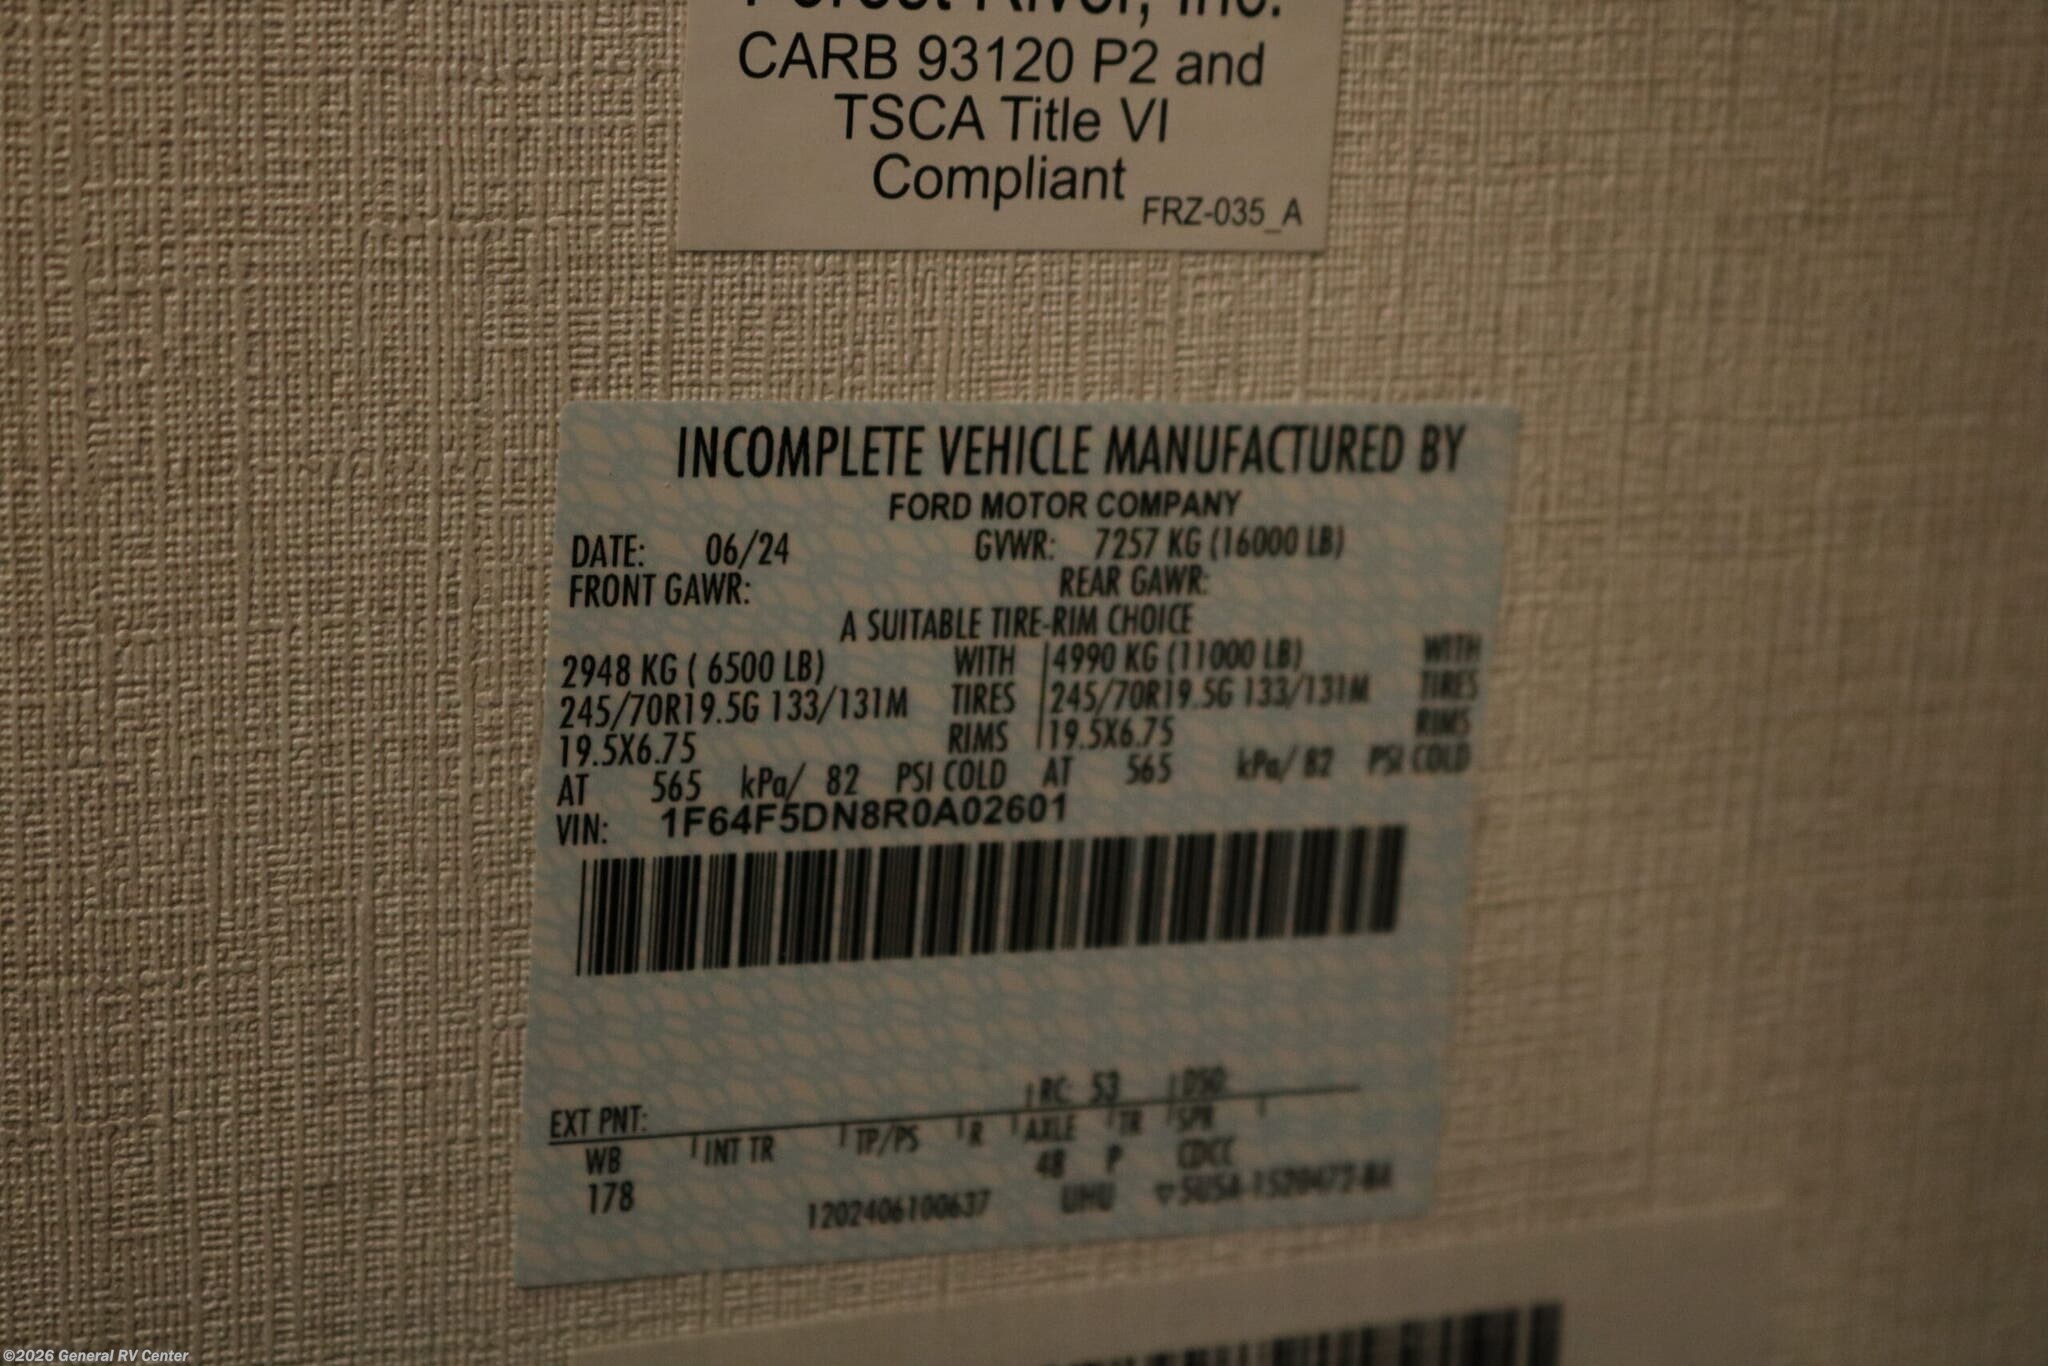 Forest River, Inc.
CARB 93120 P2 and
TSCA Title VI
Compliant
FRZ-035_A
INCOMPLETE VEHICLE MANUFACTURED BY
FORD MOTOR COMPANY
DATE: 06/24 GVWR: 7257 KG (16000 LB)
FRONT GAWR: REAR GAWR:
A SUITABLE TIRE-RIM CHOICE
2948 KG ( 6500 LB) WITH 4990 KG (11000 LB) WITH
245/70R19.5G 133/131M TIRES 245/70R19.5G 133/131M TIRES
19.5X6.75 RIMS 19.5X6.75 RIMS
AT 565 kPa/ 82 PSI COLD AT 565 kPa/ 82 PSI COLD
VIN: 1F64F5DN8R0A02601
EXT PNT: RC: 53 DSO:
WB INT TR TP/PS R AXLE TR SPR
178 48 P CDCC
1202406100637 UHU
©2026 General RV Center